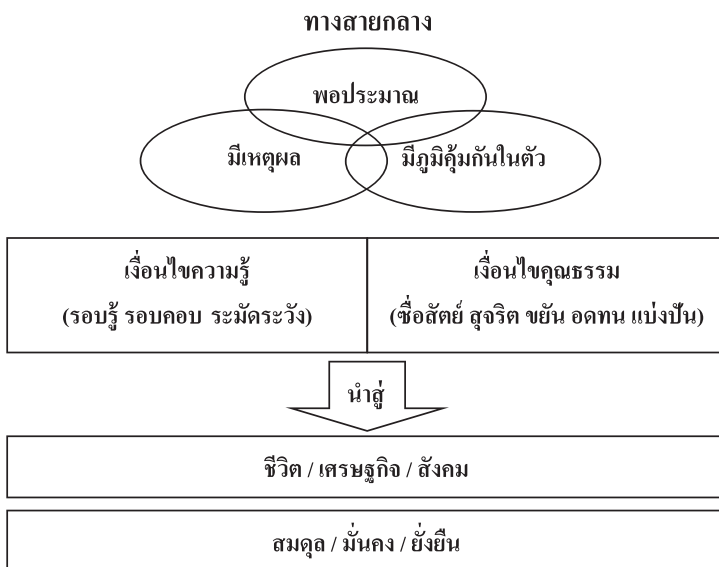 ทางสายกลาง
พอประมาณ
มีเหตุผล
มีภูมิคุ้มกันในตัว
เงื่อนไขความรู้
(รอบรู้ รอบคอบ ระมัดระวัง)
เงื่อนไขคุณธรรม
(ซื่อสัตย์ สุจริต ขยัน อดทน แบ่งปัน)
นำสู่
ชีวิต / เศรษฐกิจ / สังคม
สมดุล / มั่นคง / ยั่งยืน